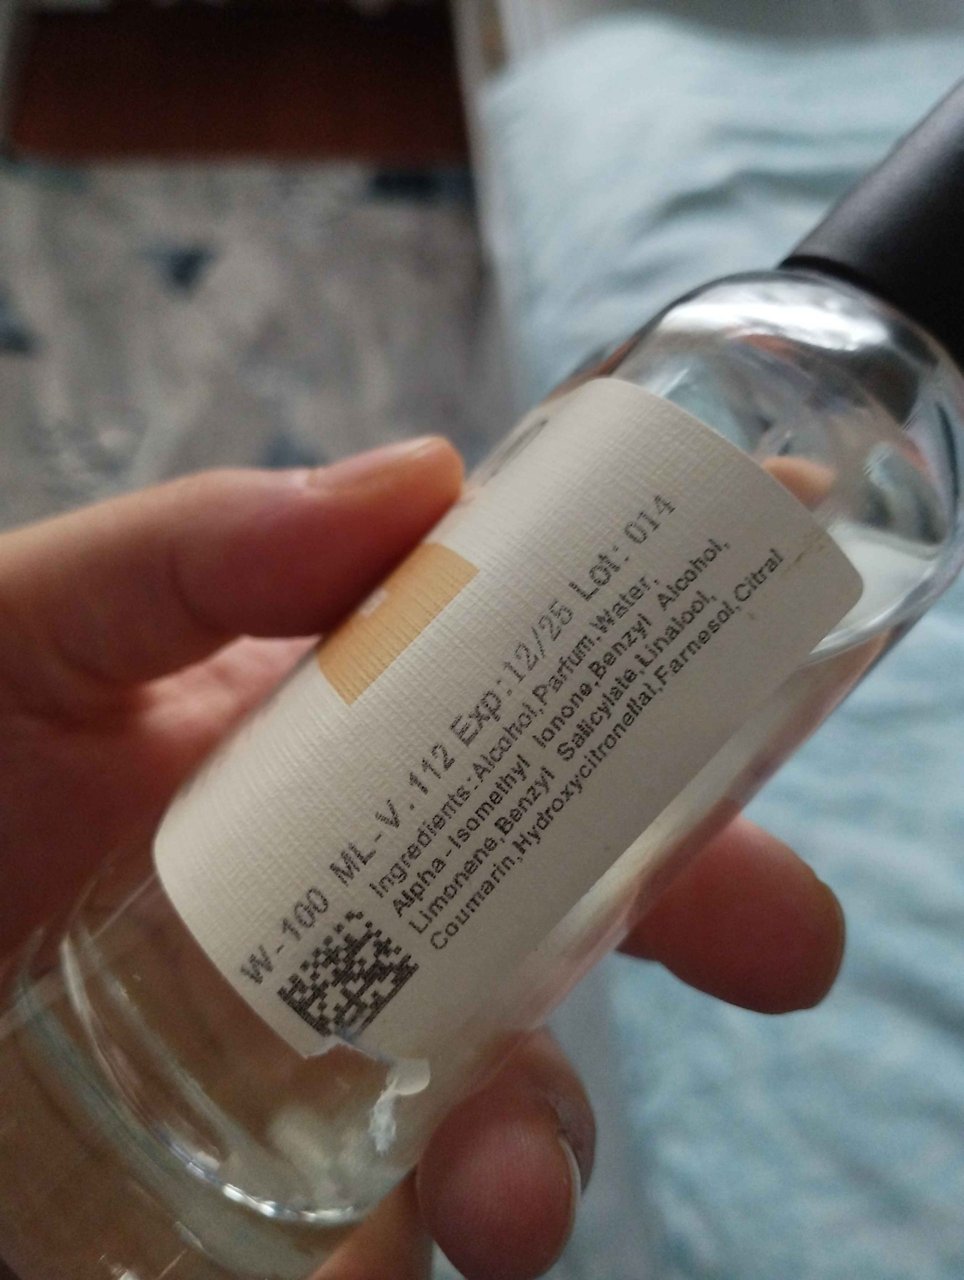 W-100 ML-V.112 Exp:12/25 Lot: 014
Ingredients:Alcohol,Parfum,Water,
Alpha-Isomethyl Ionone,Benzyl Alcohol,
Limonene,Benzyl Salicylate,Linalool,
Coumarin,Hydroxycitronellal,Farnesol,Citral